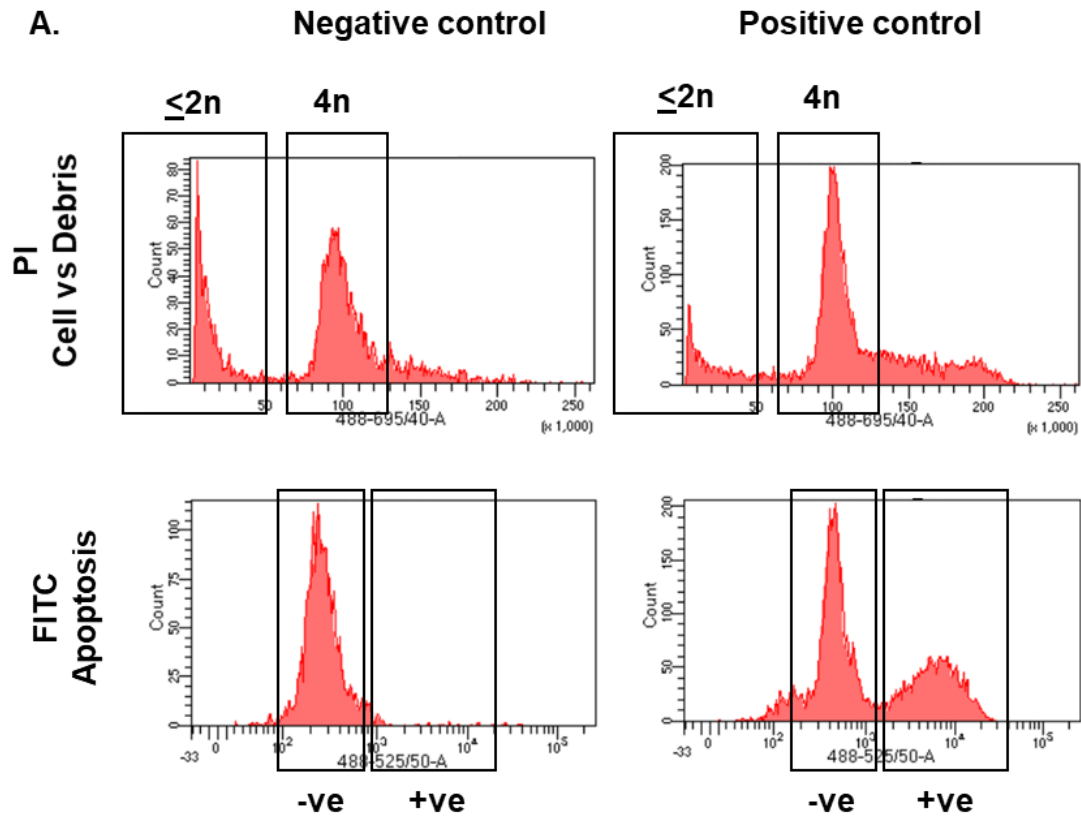 A.
Negative control
Positive control
≤2n
4n
≤2n
4n
PI
Cell vs Debris
Count
0 10 20 30 40 50 60 70 80
50 100 150 200 250
488-695/40-A
(x 1,000)
Count
0 50 100 150 200
50 100 150 200 250
488-695/40-A
(x 1,000)
FITC
Apoptosis
Count
0 25 50 75 100
-33 0 10² 10³ 10⁴ 10⁵
488-525/50-A
Count
0 50 100 150 200
-33 0 10² 10³ 10⁴ 10⁵
488-525/50-A
-ve
+ve
-ve
+ve